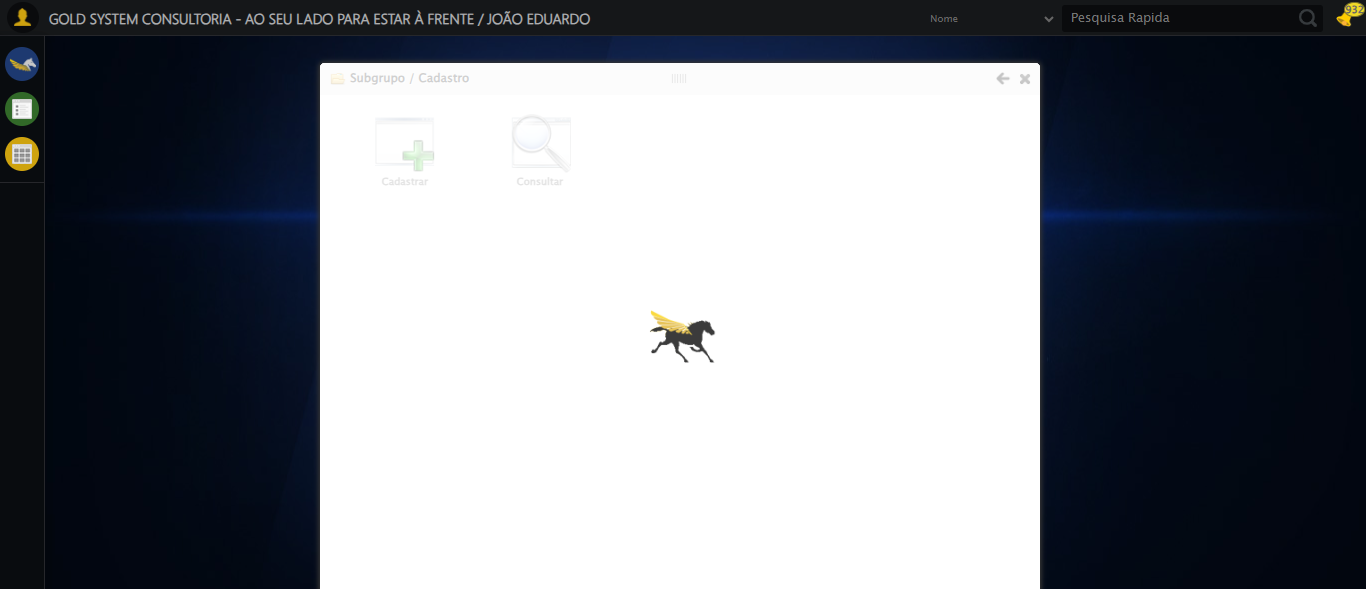 GOLD SYSTEM CONSULTORIA - AO SEU LADO PARA ESTAR À FRENTE / JOÃO EDUARDO
Nome
Pesquisa Rapida
932
Subgrupo / Cadastro
Cadastrar
Consultar